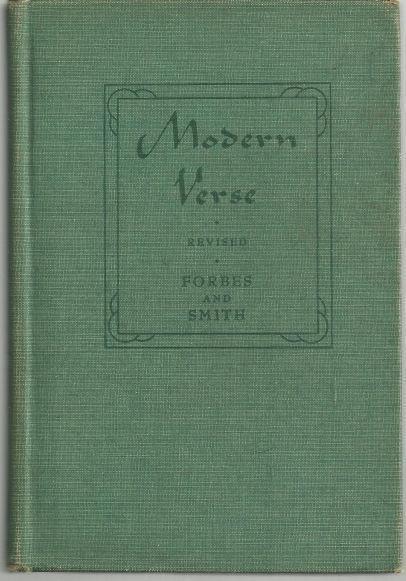 Modern
Verse
REVISED
FORBES
AND
SMITH